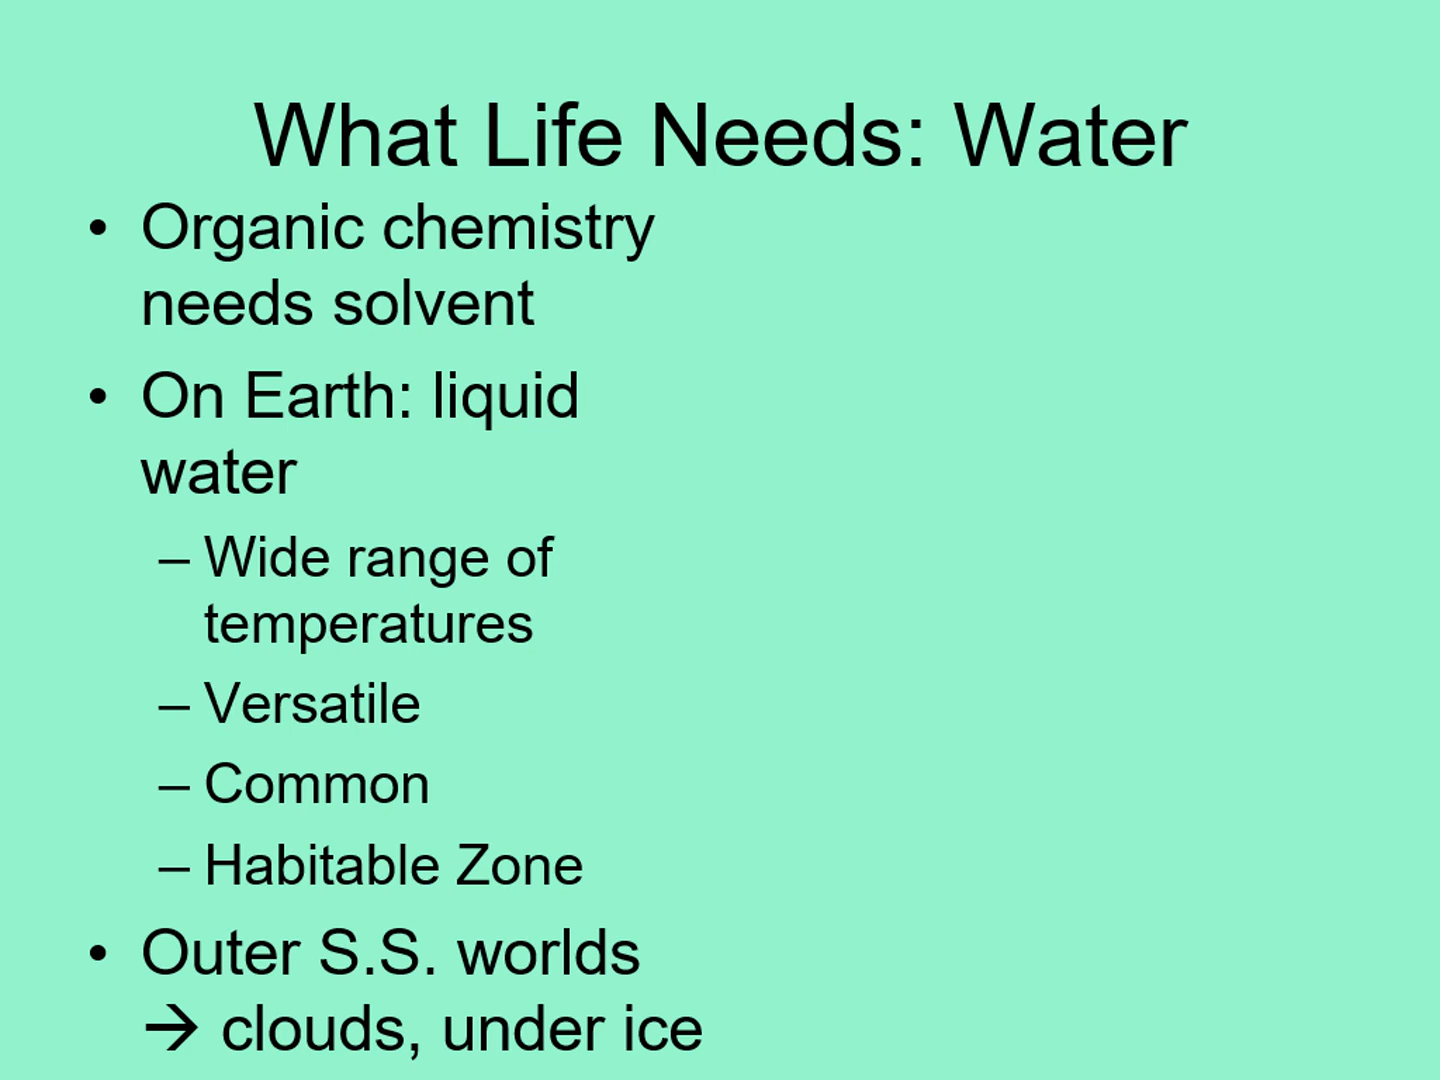 What Life Needs: Water
• Organic chemistry
needs solvent
• On Earth: liquid
water
– Wide range of
temperatures
– Versatile
– Common
– Habitable Zone
• Outer S.S. worlds
→ clouds, under ice